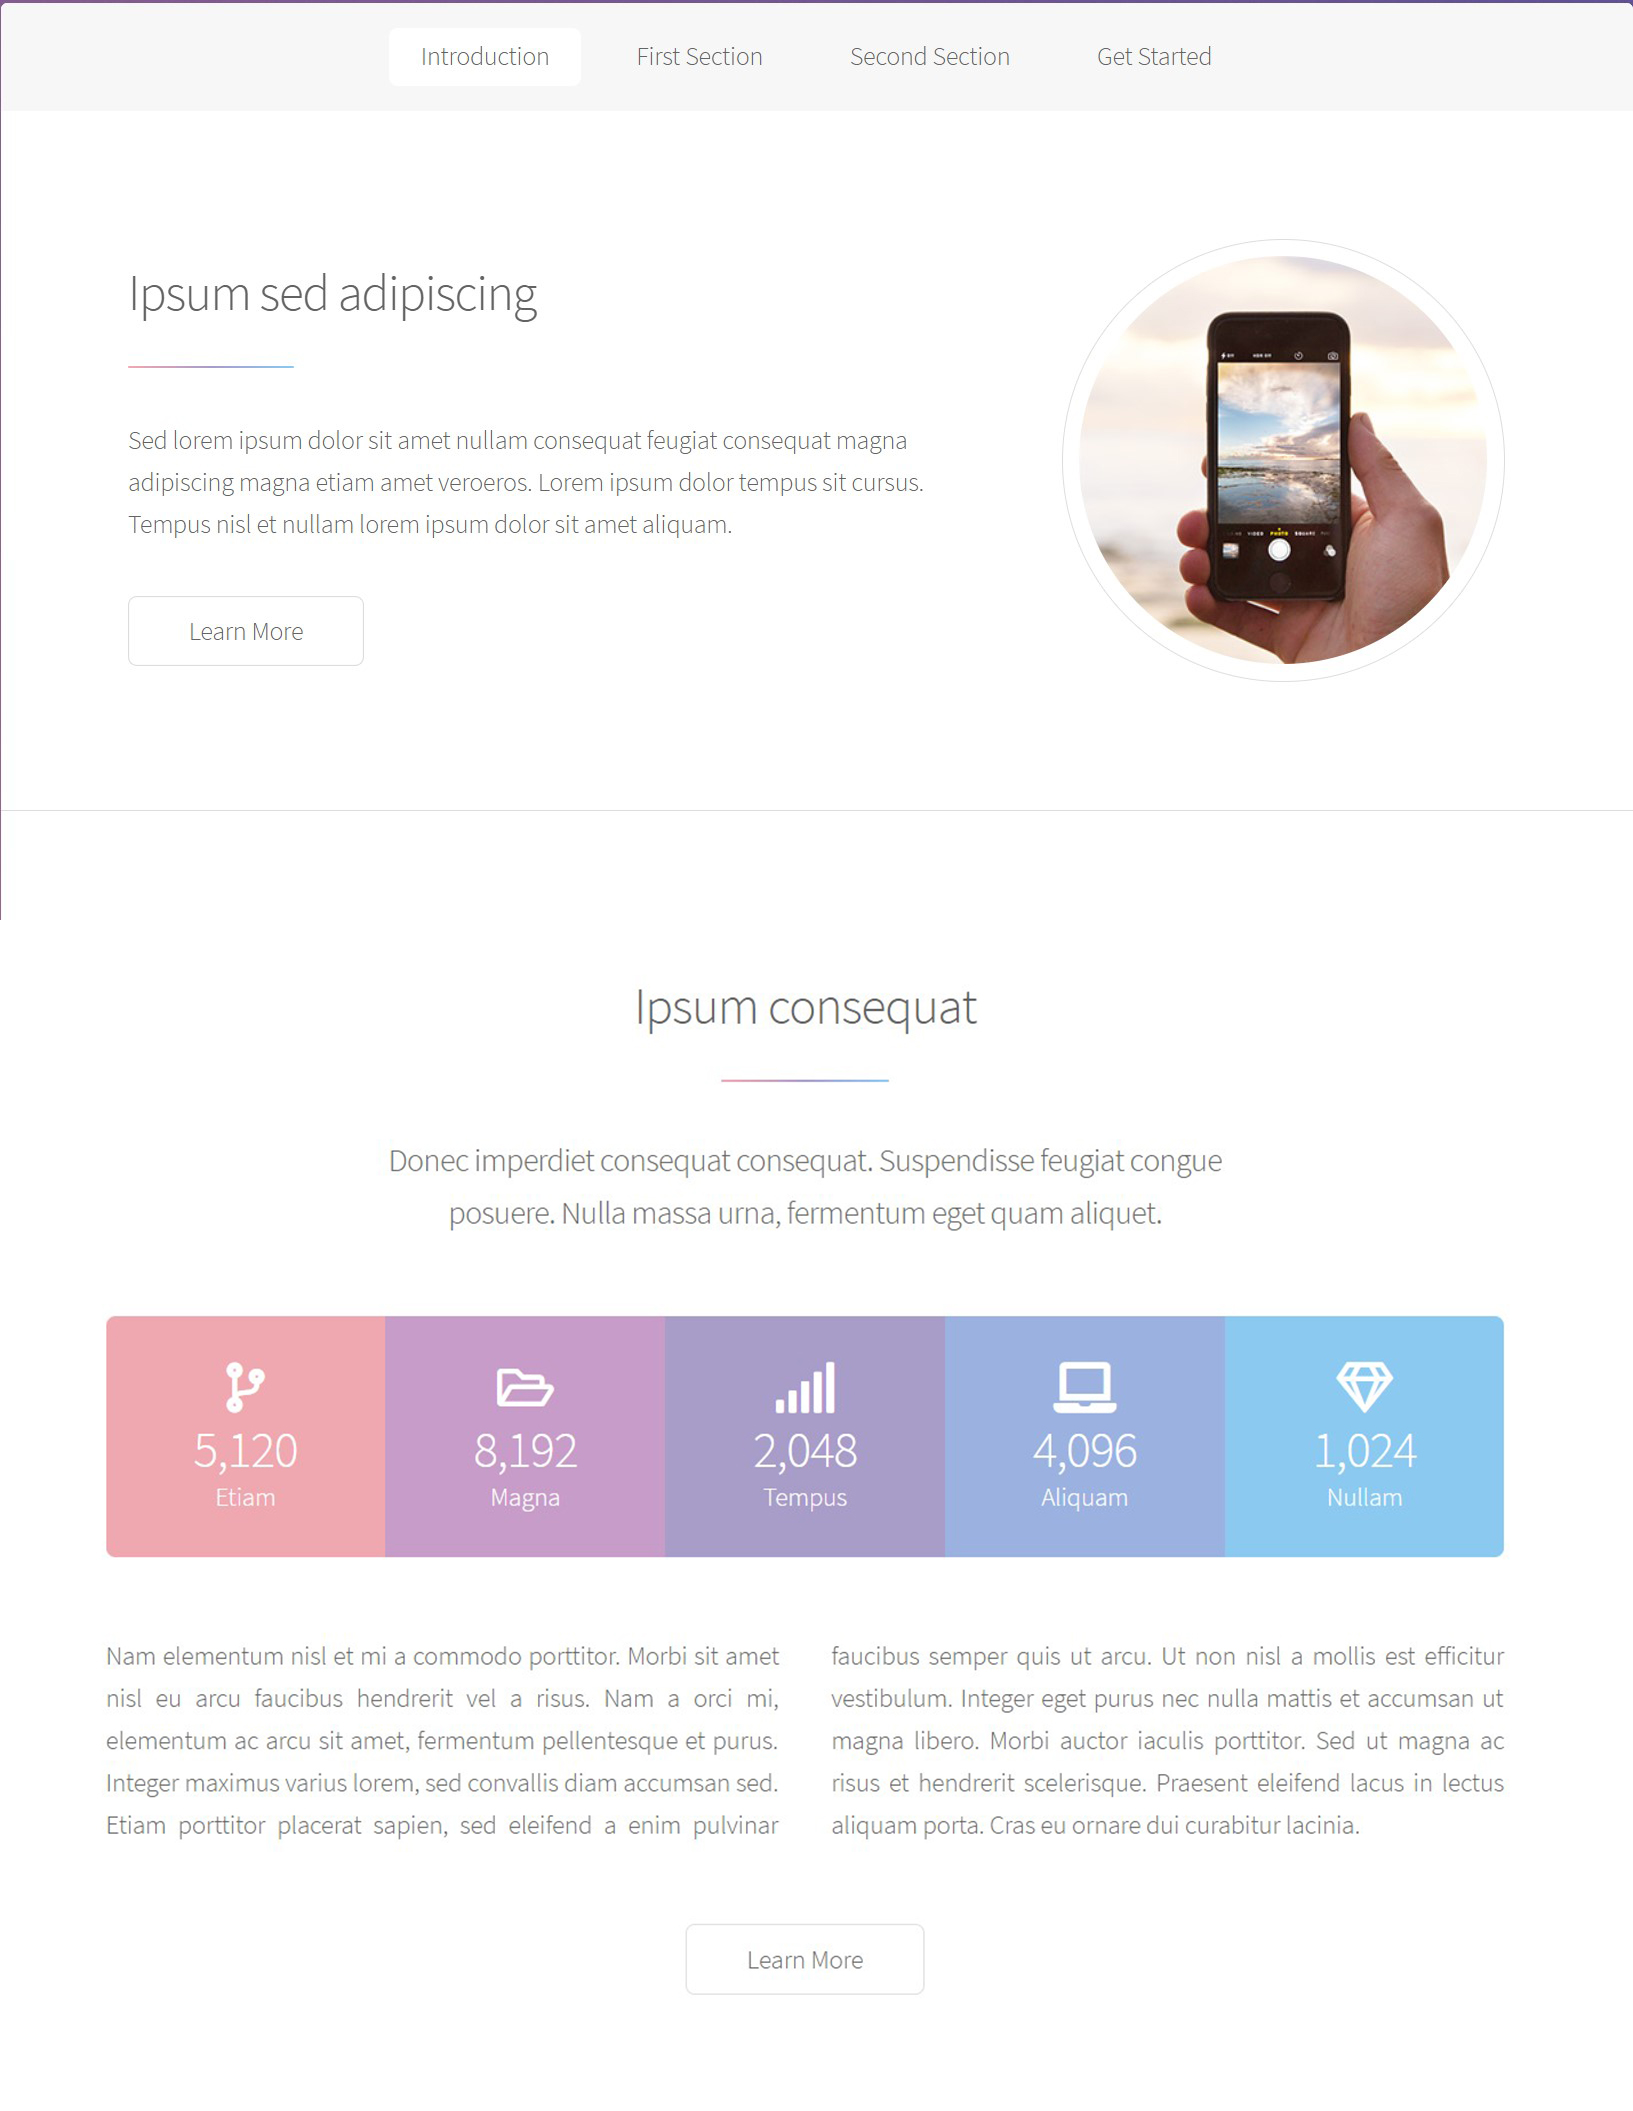 Introduction
First Section
Second Section
Get Started
Ipsum sed adipiscing
Sed lorem ipsum dolor sit amet nullam consequat feugiat consequat magna
adipiscing magna etiam amet veroeros. Lorem ipsum dolor tempus sit cursus.
Tempus nisl et nullam lorem ipsum dolor sit amet aliquam.
VIDEO PHOTO SQUARE
Learn More
Ipsum consequat
Donec imperdiet consequat consequat. Suspendisse feugiat congue
posuere. Nulla massa urna, fermentum eget quam aliquet.
5,120
Etiam
8,192
Magna
2,048
Tempus
4,096
Aliquam
1,024
Nullam
Nam elementum nisl et mi a commodo porttitor. Morbi sit amet
nisl eu arcu faucibus hendrerit vel a risus. Nam a orci mi,
elementum ac arcu sit amet, fermentum pellentesque et purus.
Integer maximus varius lorem, sed convallis diam accumsan sed.
Etiam porttitor placerat sapien, sed eleifend a enim pulvinar
faucibus semper quis ut arcu. Ut non nisl a mollis est efficitur
vestibulum. Integer eget purus nec nulla mattis et accumsan ut
magna libero. Morbi auctor iaculis porttitor. Sed ut magna ac
risus et hendrerit scelerisque. Praesent eleifend lacus in lectus
aliquam porta. Cras eu ornare dui curabitur lacinia.
Learn More